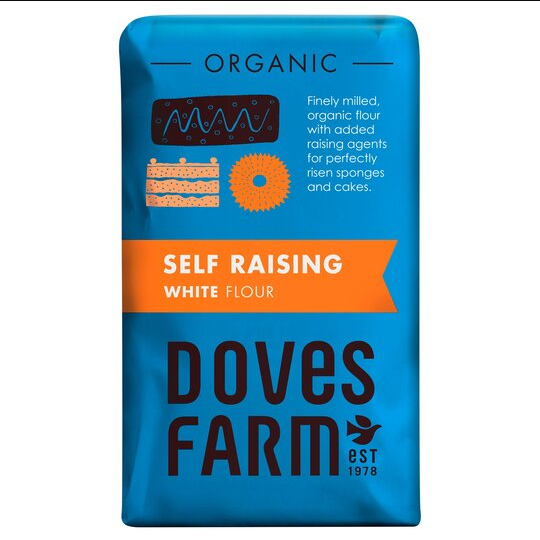 ORGANIC
Finely milled,
organic flour
with added
raising agents
for perfectly
risen sponges
and cakes.
SELF RAISING
WHITE FLOUR
DOVES
FARM
EST
1978